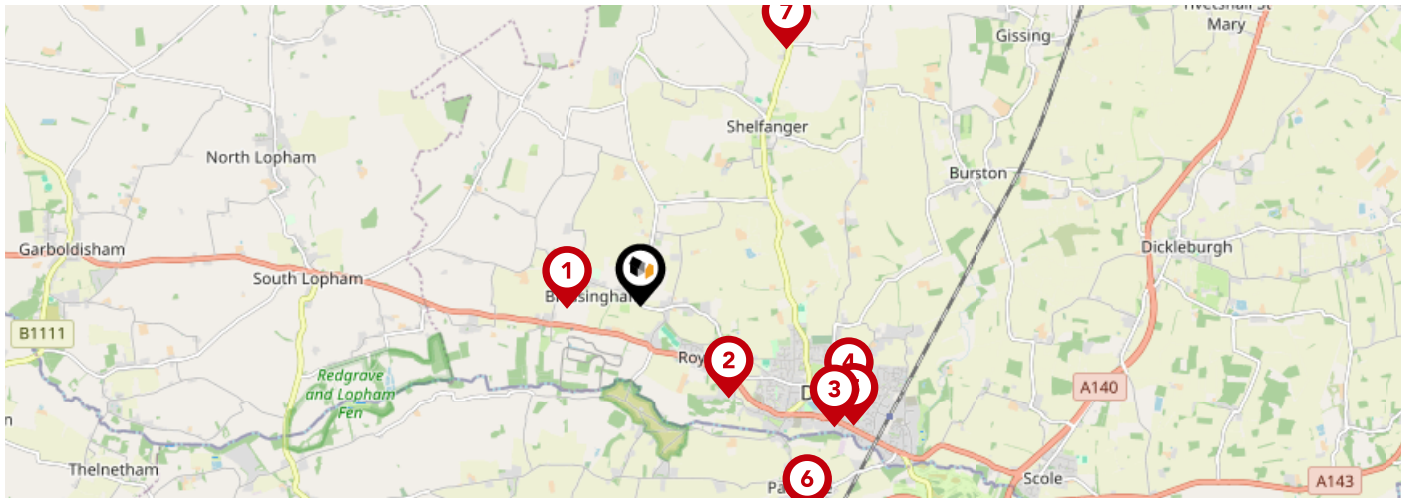 7
Mary
Gissing
Shelfanger
North Lopham
Burston
Garboldisham
Dickleburgh
South Lopham
1
B1111
2
4
Redgrave
and Lopham
Fen
3
A140
Thelnetham
6
Scole
A143